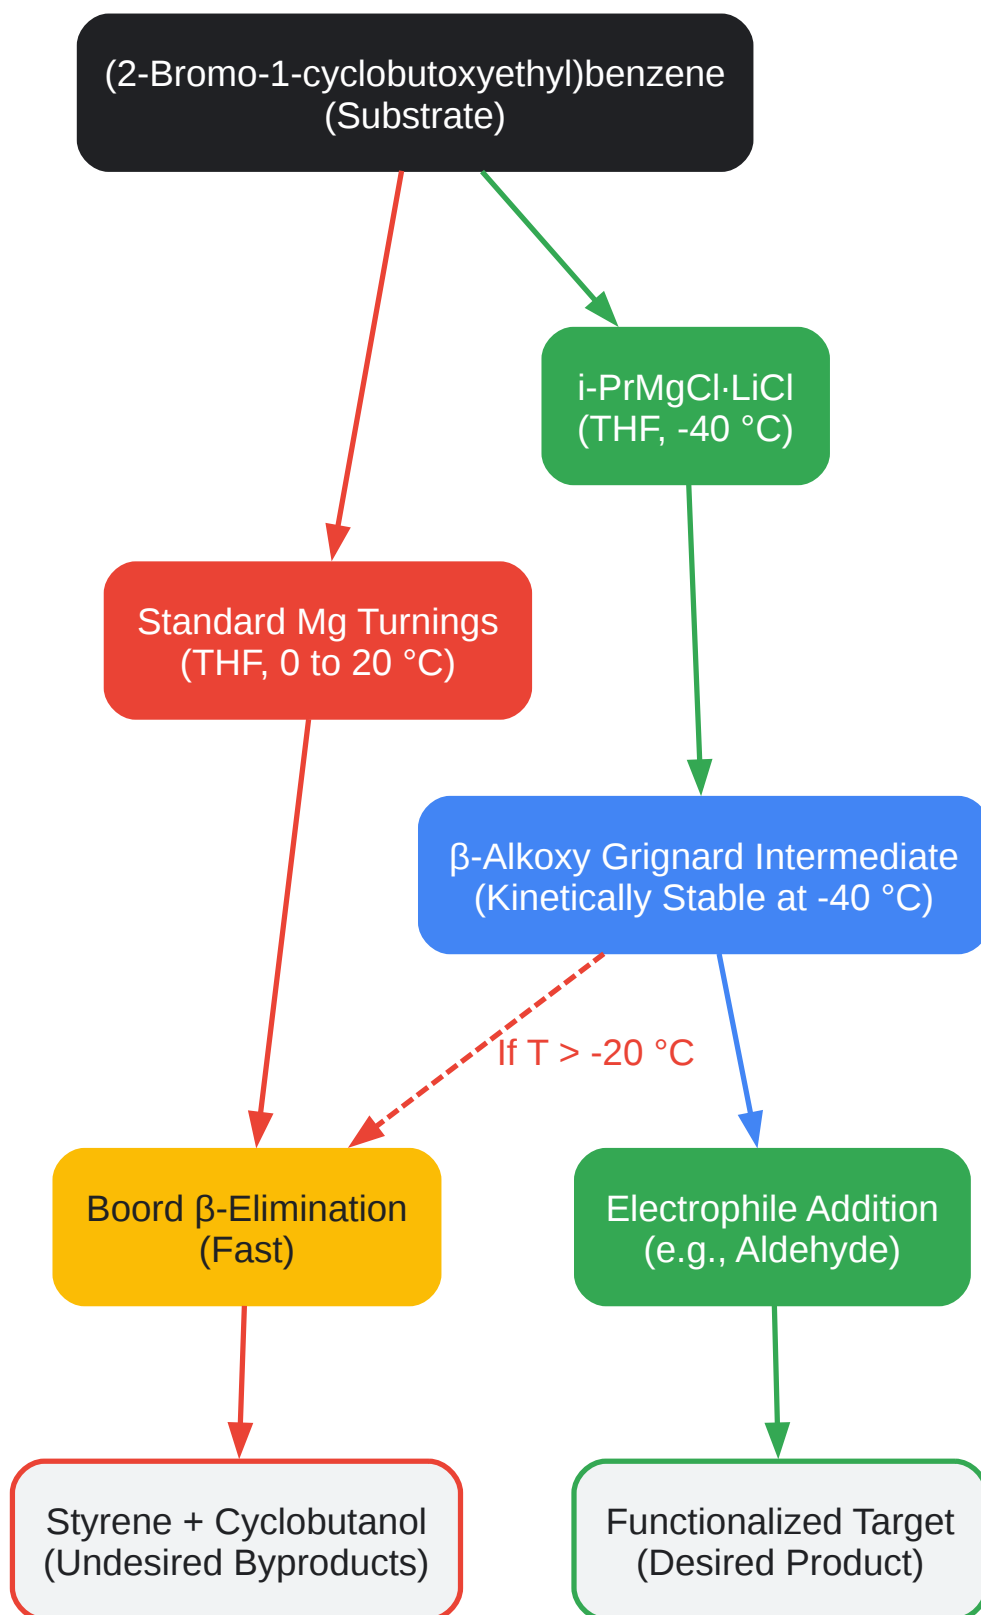 (2-Bromo-1-cyclobutoxyethyl)benzene
(Substrate)
i-PrMgCl·LiCl
(THF, -40 °C)
Standard Mg Turnings
(THF, 0 to 20 °C)
β-Alkoxy Grignard Intermediate
(Kinetically Stable at -40 °C)
If T > -20 °C
Boord β-Elimination
(Fast)
Electrophile Addition
(e.g., Aldehyde)
Styrene + Cyclobutanol
(Undesired Byproducts)
Functionalized Target
(Desired Product)